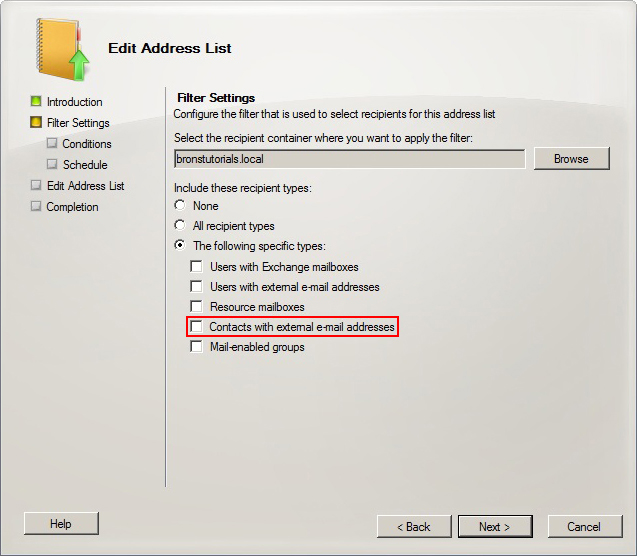 Edit Address List
Introduction
Filter Settings
Conditions
Schedule
Edit Address List
Completion
Filter Settings
Configure the filter that is used to select recipients for this address list
Select the recipient container where you want to apply the filter:
bronstutorials.local
Browse
Include these recipient types:
None
All recipient types
The following specific types:
Users with Exchange mailboxes
Users with external e-mail addresses
Resource mailboxes
Contacts with external e-mail addresses
Mail-enabled groups
Help
< Back
Next >
Cancel